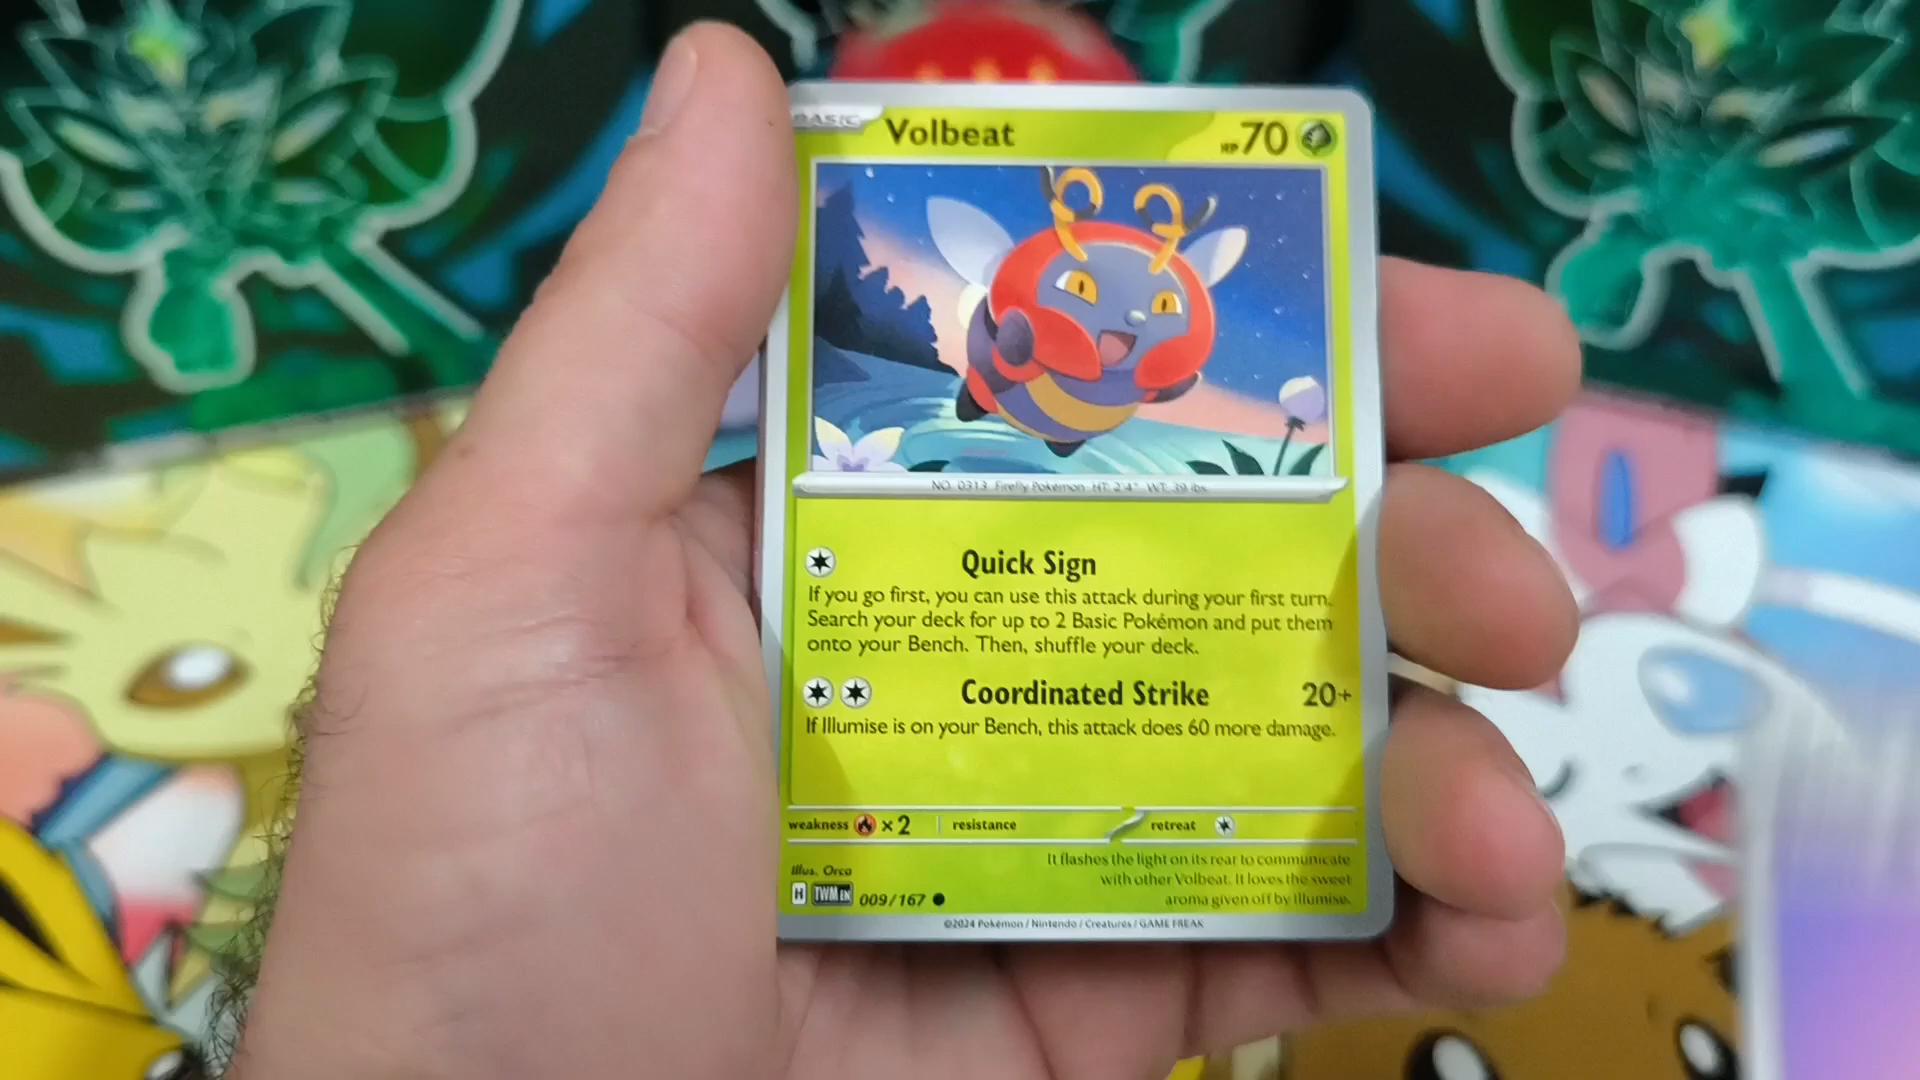 BASIC Volbeat HP 70
NO. 0313 Firefly Pokémon HT: 2'4" WT: 39 lbs.
Quick Sign
If you go first, you can use this attack during your first turn.
Search your deck for up to 2 Basic Pokémon and put them
onto your Bench. Then, shuffle your deck.
Coordinated Strike 20+
If Illumise is on your Bench, this attack does 60 more damage.
weakness ×2 resistance retreat
It flashes the light on its rear to communicate
with other Volbeat. It loves the sweet
aroma given off by Illumise.
Illus. Orca
H TWM EN 009/167
©2024 Pokémon / Nintendo / Creatures / GAME FREAK